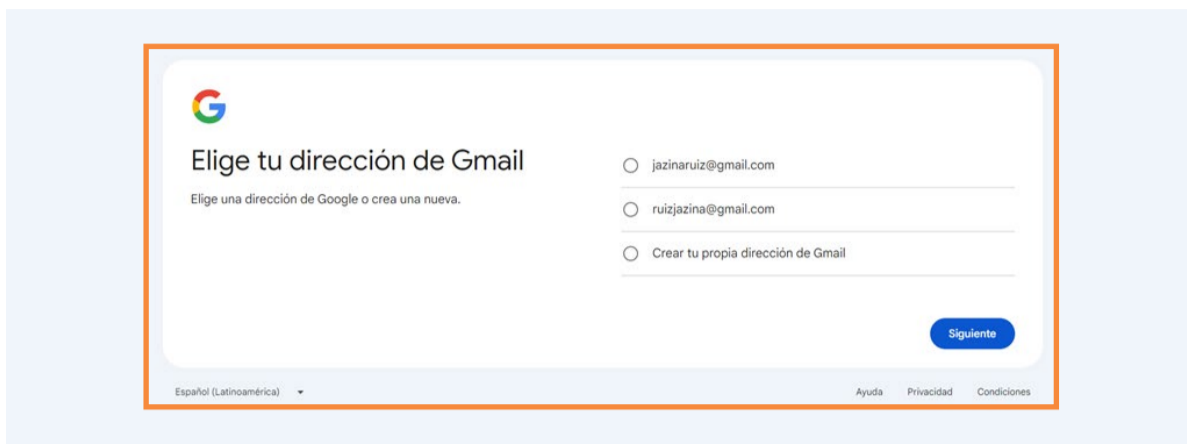 Elige tu dirección de Gmail
Elige una dirección de Google o crea una nueva.
jazinaruiz@gmail.com
ruizjazina@gmail.com
Crear tu propia dirección de Gmail
Siguiente
Español (Latinoamérica)
Ayuda Privacidad Condiciones